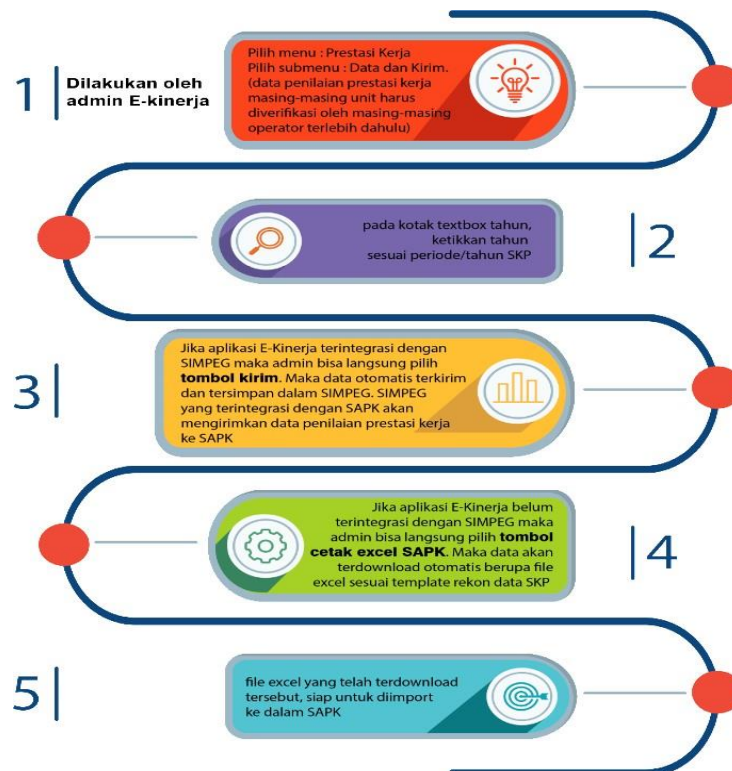 1
Dilakukan oleh
admin E-kinerja
Pilih menu : Prestasi Kerja
Pilih submenu : Data dan Kirim.
(data penilaian prestasi kerja
masing-masing unit harus
diverifikasi oleh masing-masing
operator terlebih dahulu)
2
pada kotak textbox tahun,
ketikkan tahun
sesuai periode/tahun SKP
3
Jika aplikasi E-Kinerja terintegrasi dengan
SIMPEG maka admin bisa langsung pilih
tombol kirim. Maka data otomatis terkirim
dan tersimpan dalam SIMPEG. SIMPEG
yang terintegrasi dengan SAPK akan
mengirimkan data penilaian prestasi kerja
ke SAPK
4
Jika aplikasi E-Kinerja belum
terintegrasi dengan SIMPEG maka
admin bisa langsung pilih tombol
cetak excel SAPK. Maka data akan
terdownload otomatis berupa file
excel sesuai template rekon data SKP
5
file excel yang telah terdownload
tersebut, siap untuk diimport
ke dalam SAPK